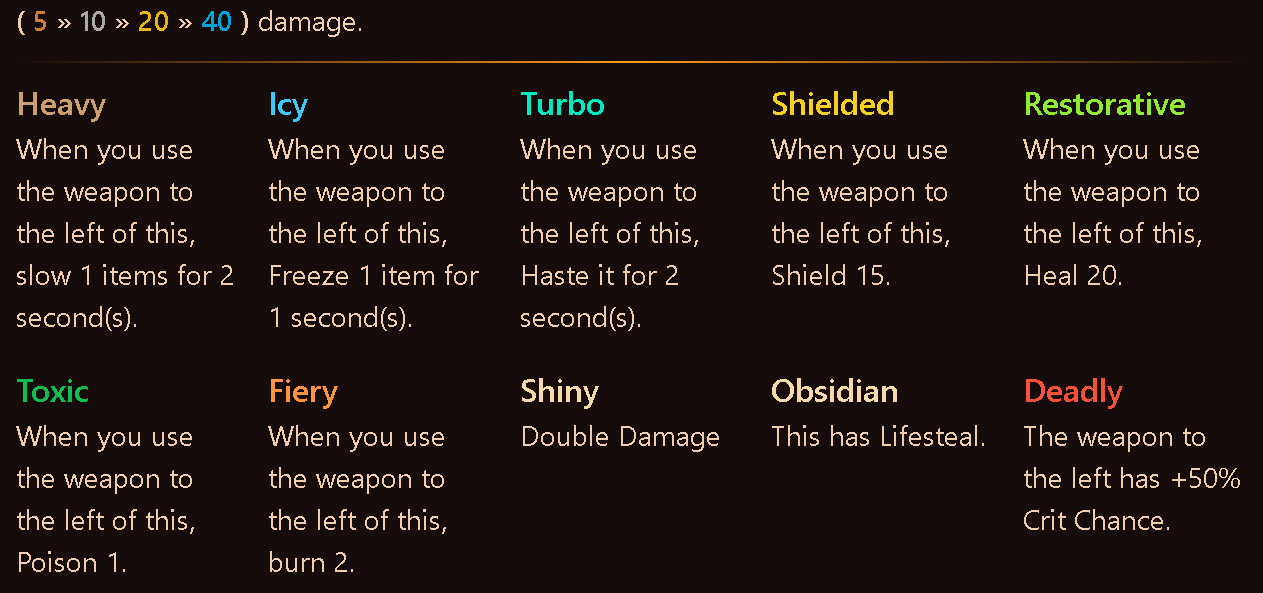 ( 5 » 10 » 20 » 40 ) damage.
Heavy
When you use
the weapon to
the left of this,
slow 1 items for 2
second(s).
Icy
When you use
the weapon to
the left of this,
Freeze 1 item for
1 second(s).
Turbo
When you use
the weapon to
the left of this,
Haste it for 2
second(s).
Shielded
When you use
the weapon to
the left of this,
Shield 15.
Restorative
When you use
the weapon to
the left of this,
Heal 20.
Toxic
When you use
the weapon to
the left of this,
Poison 1.
Fiery
When you use
the weapon to
the left of this,
burn 2.
Shiny
Double Damage
Obsidian
This has Lifesteal.
Deadly
The weapon to
the left has +50%
Crit Chance.